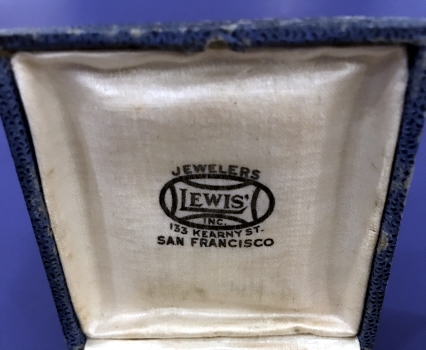 JEWELERS
LEWIS'
INC.
133 KEARNY ST.
SAN FRANCISCO